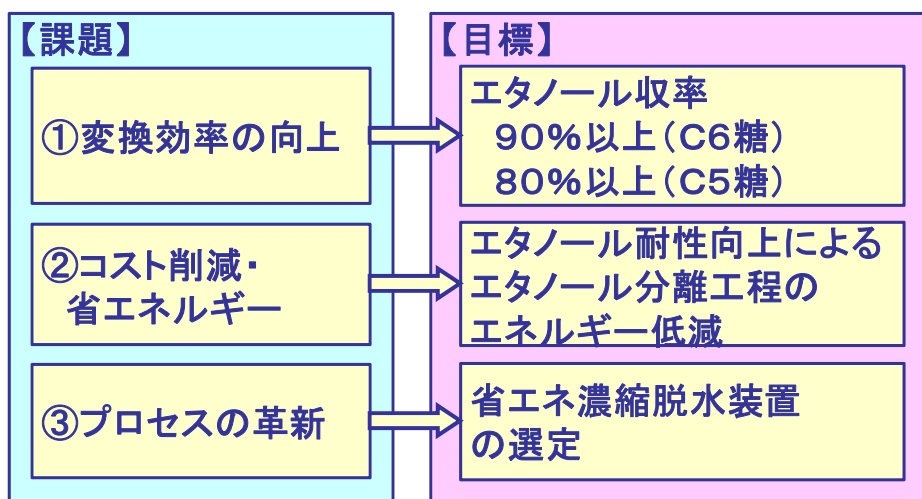 【課題】
①変換効率の向上
②コスト削減・
省エネルギー
③プロセスの革新
【目標】
エタノール収率
90%以上(C6糖)
80%以上(C5糖)
エタノール耐性向上による
エタノール分離工程の
エネルギー低減
省エネ濃縮脱水装置
の選定